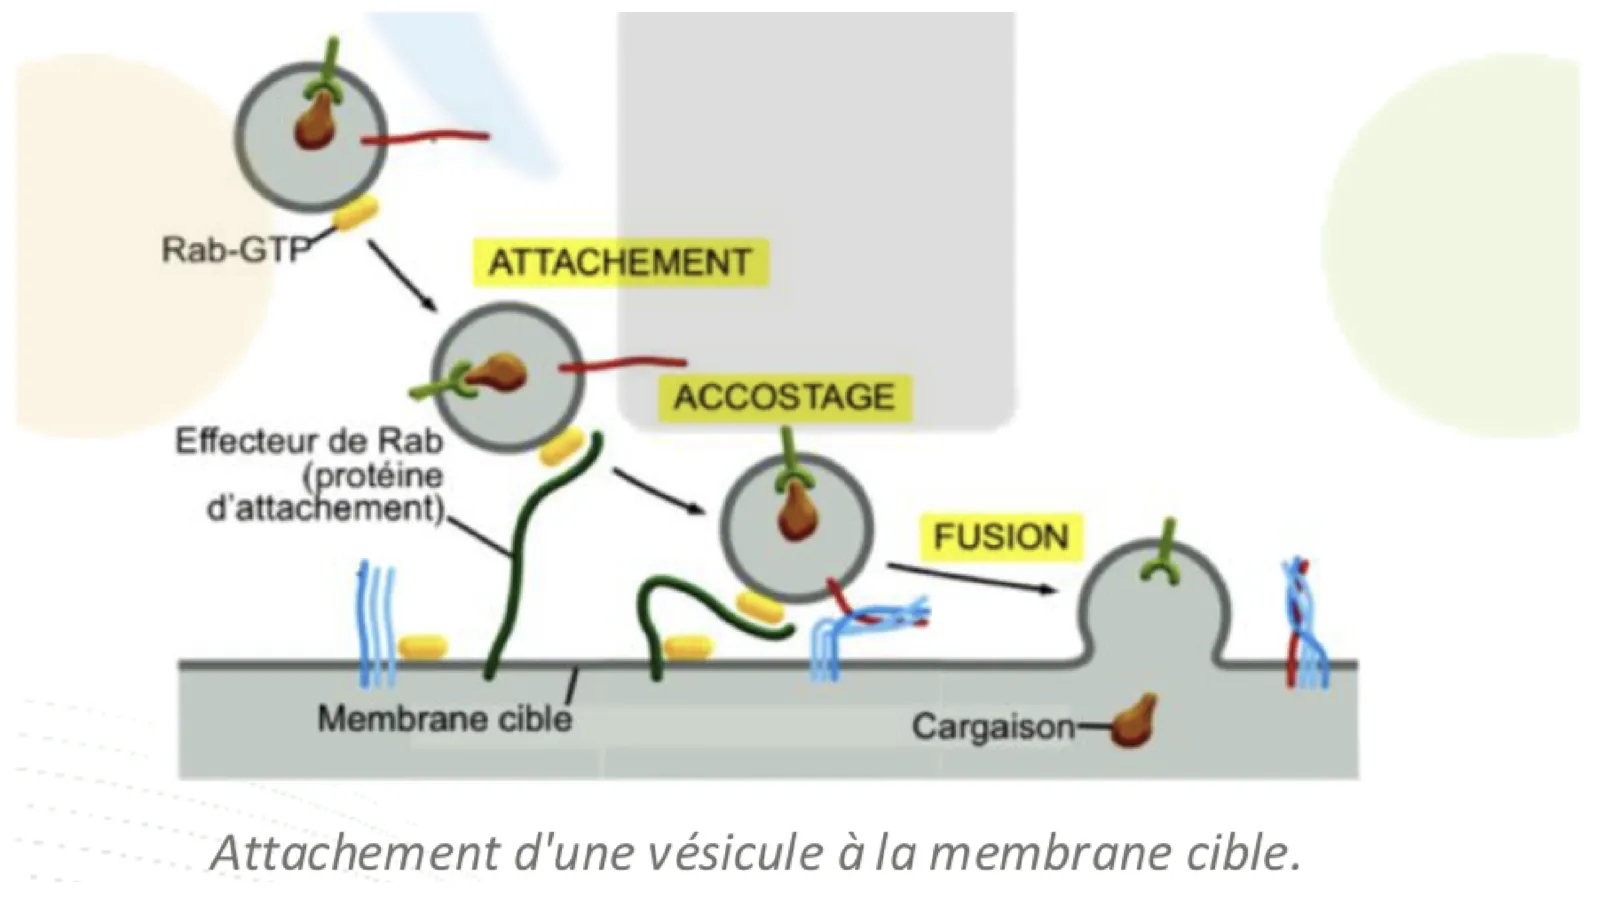 Rab-GTP
ATTACHEMENT
ACCOSTAGE
Effecteur de Rab
(protéine
d'attachement)
FUSION
Membrane cible
Cargaison
Attachement d'une vésicule à la membrane cible.